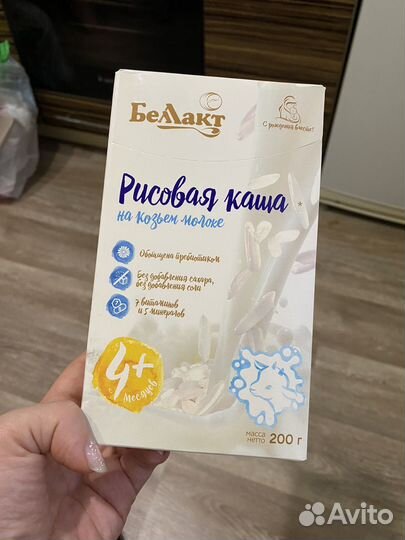 Беллакт
С рождения вместе!
Рисовая каша*
на козьем молоке
Обогащена пребиотиком
Без добавления сахара,
без добавления соли
7 витаминов
и 5 минералов
4+
месяцев
масса
нетто 200 г
Avito